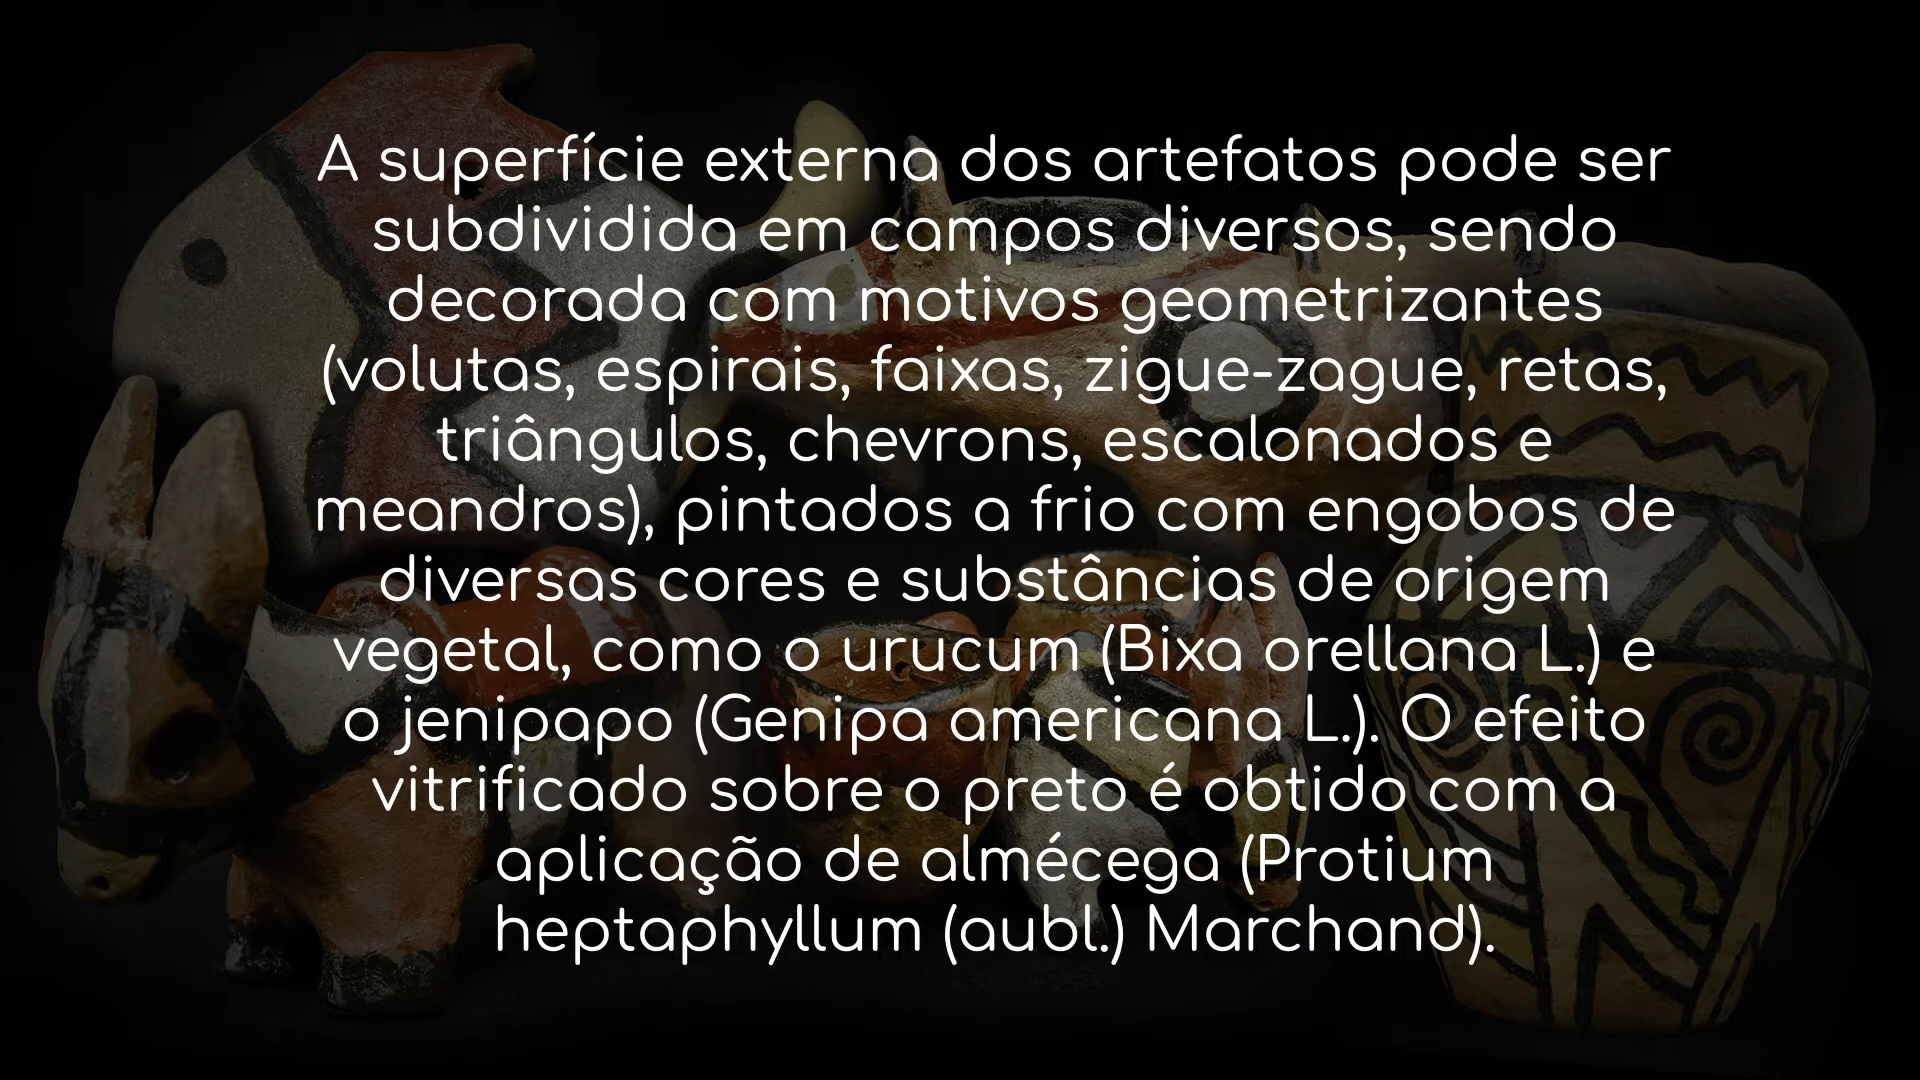 A superfície externa dos artefatos pode ser
subdividida em campos diversos, sendo
decorada com motivos geometrizantes
(volutas, espirais, faixas, zigue-zague, retas,
triângulos, chevrons, escalonados e
meandros), pintados a frio com engobos de
diversas cores e substâncias de origem
vegetal, como o urucum (Bixa orellana L.) e
o jenipapo (Genipa americana L.). O efeito
vitrificado sobre o preto é obtido com a
aplicação de almécega (Protium
heptaphyllum (aubl.) Marchand).